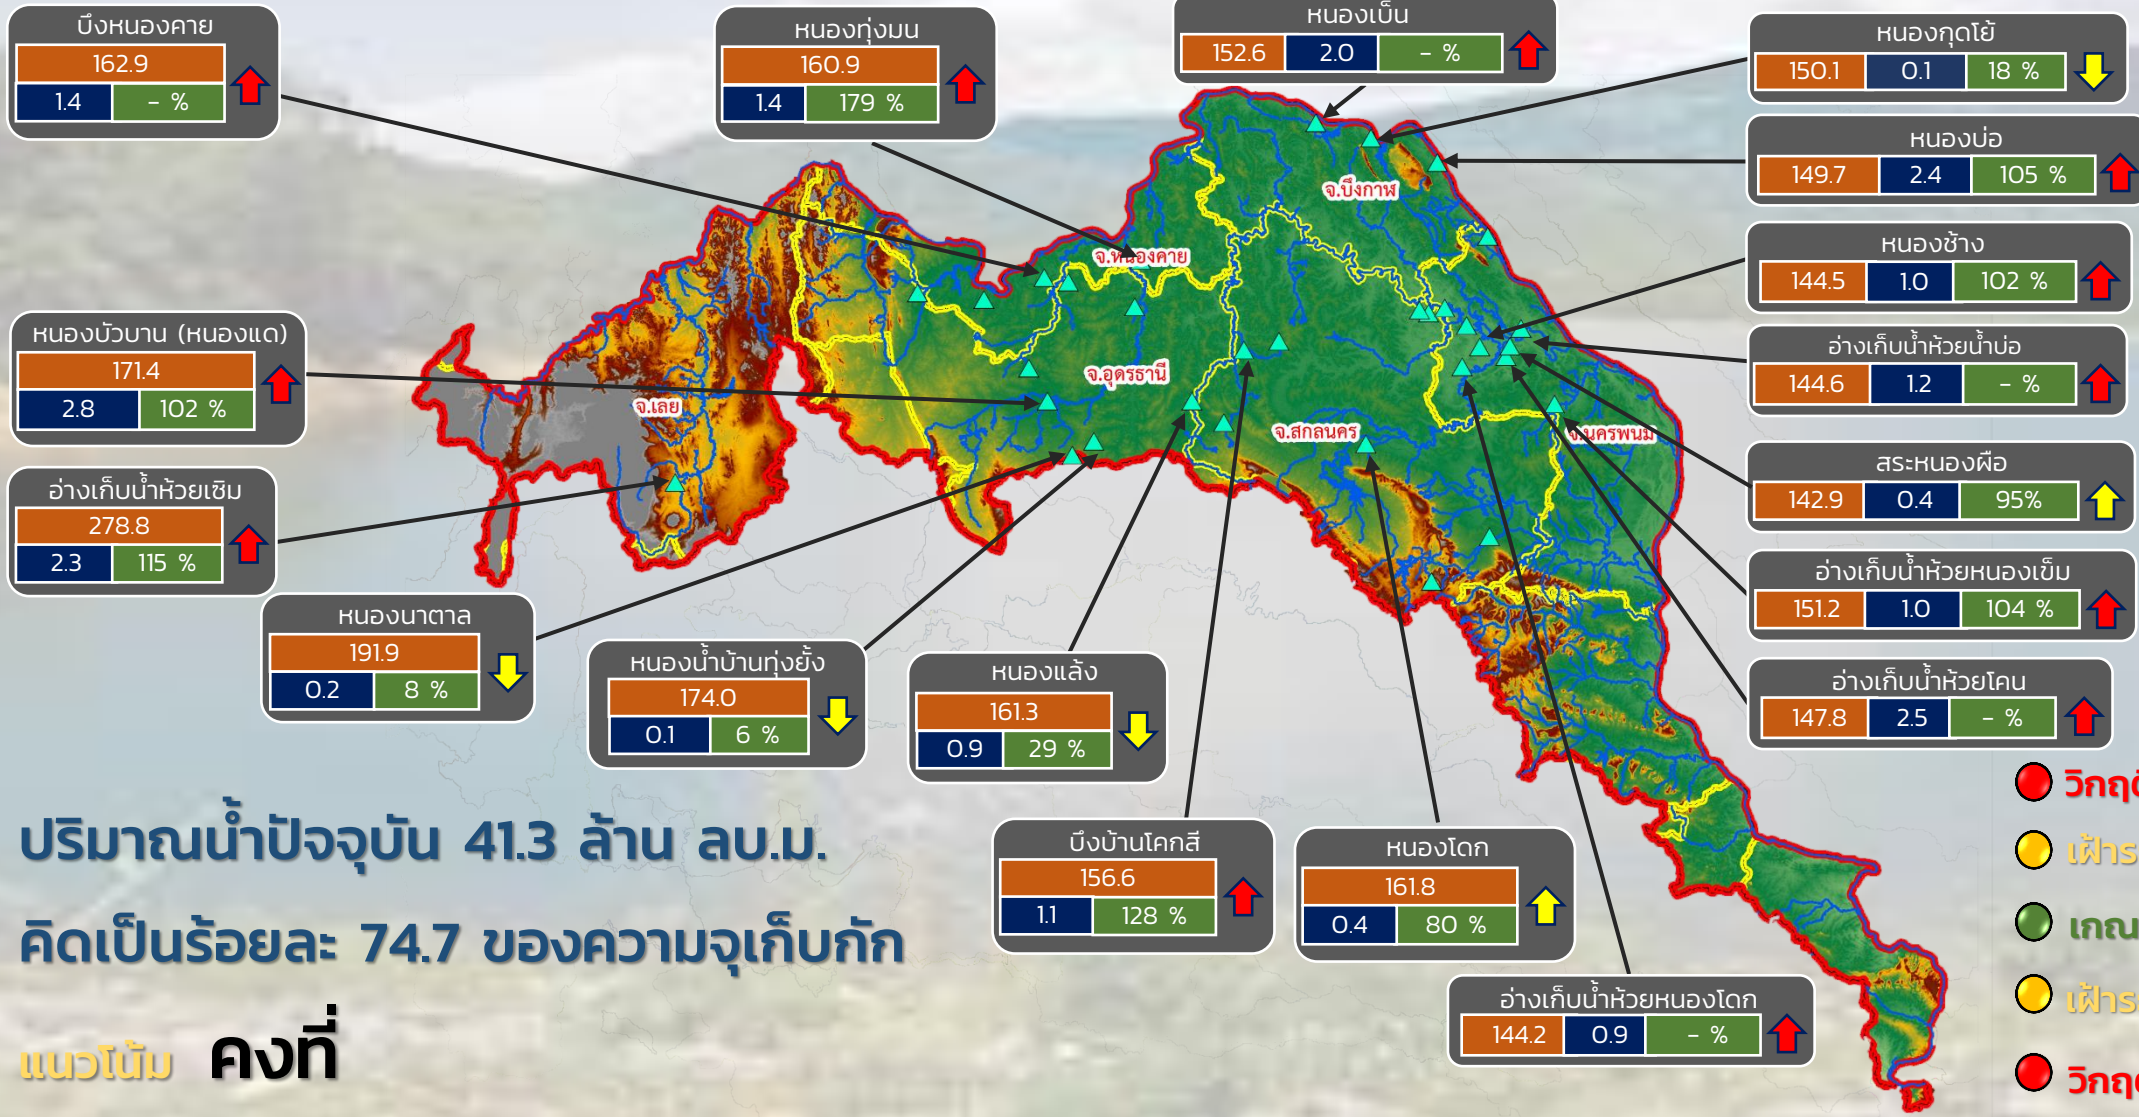 บึงหนองคาย
162.9
1.4 - %
หนองทุ่งมน
160.9
1.4 179 %
หนองเบ็น
152.6 2.0 - %
หนองกุดโย้
150.1 0.1 18 %
หนองบ่อ
149.7 2.4 105 %
หนองช้าง
144.5 1.0 102 %
อ่างเก็บน้ำห้วยน้ำบ่อ
144.6 1.2 - %
สระหนองผือ
142.9 0.4 95%
อ่างเก็บน้ำห้วยหนองเข็ม
151.2 1.0 104 %
อ่างเก็บน้ำห้วยโคน
147.8 2.5 - %
หนองบัวบาน (หนองแด)
171.4
2.8 102 %
อ่างเก็บน้ำห้วยเซิม
278.8
2.3 115 %
หนองนาตาล
191.9
0.2 8 %
หนองน้ำบ้านทุ่งยั้ง
174.0
0.1 6 %
หนองแล้ง
161.3
0.9 29 %
บึงบ้านโคกสี
156.6
1.1 128 %
หนองโดก
161.8
0.4 80 %
อ่างเก็บน้ำห้วยหนองโดก
144.2 0.9 - %
จ.บึงกาฬ
จ.หนองคาย
จ.อุดรธานี
จ.เลย
จ.สกลนคร
จ.นครพนม
ปริมาณน้ำปัจจุบัน 41.3 ล้าน ลบ.ม.
คิดเป็นร้อยละ 74.7 ของความจุเก็บกัก
แนวโน้ม คงที่